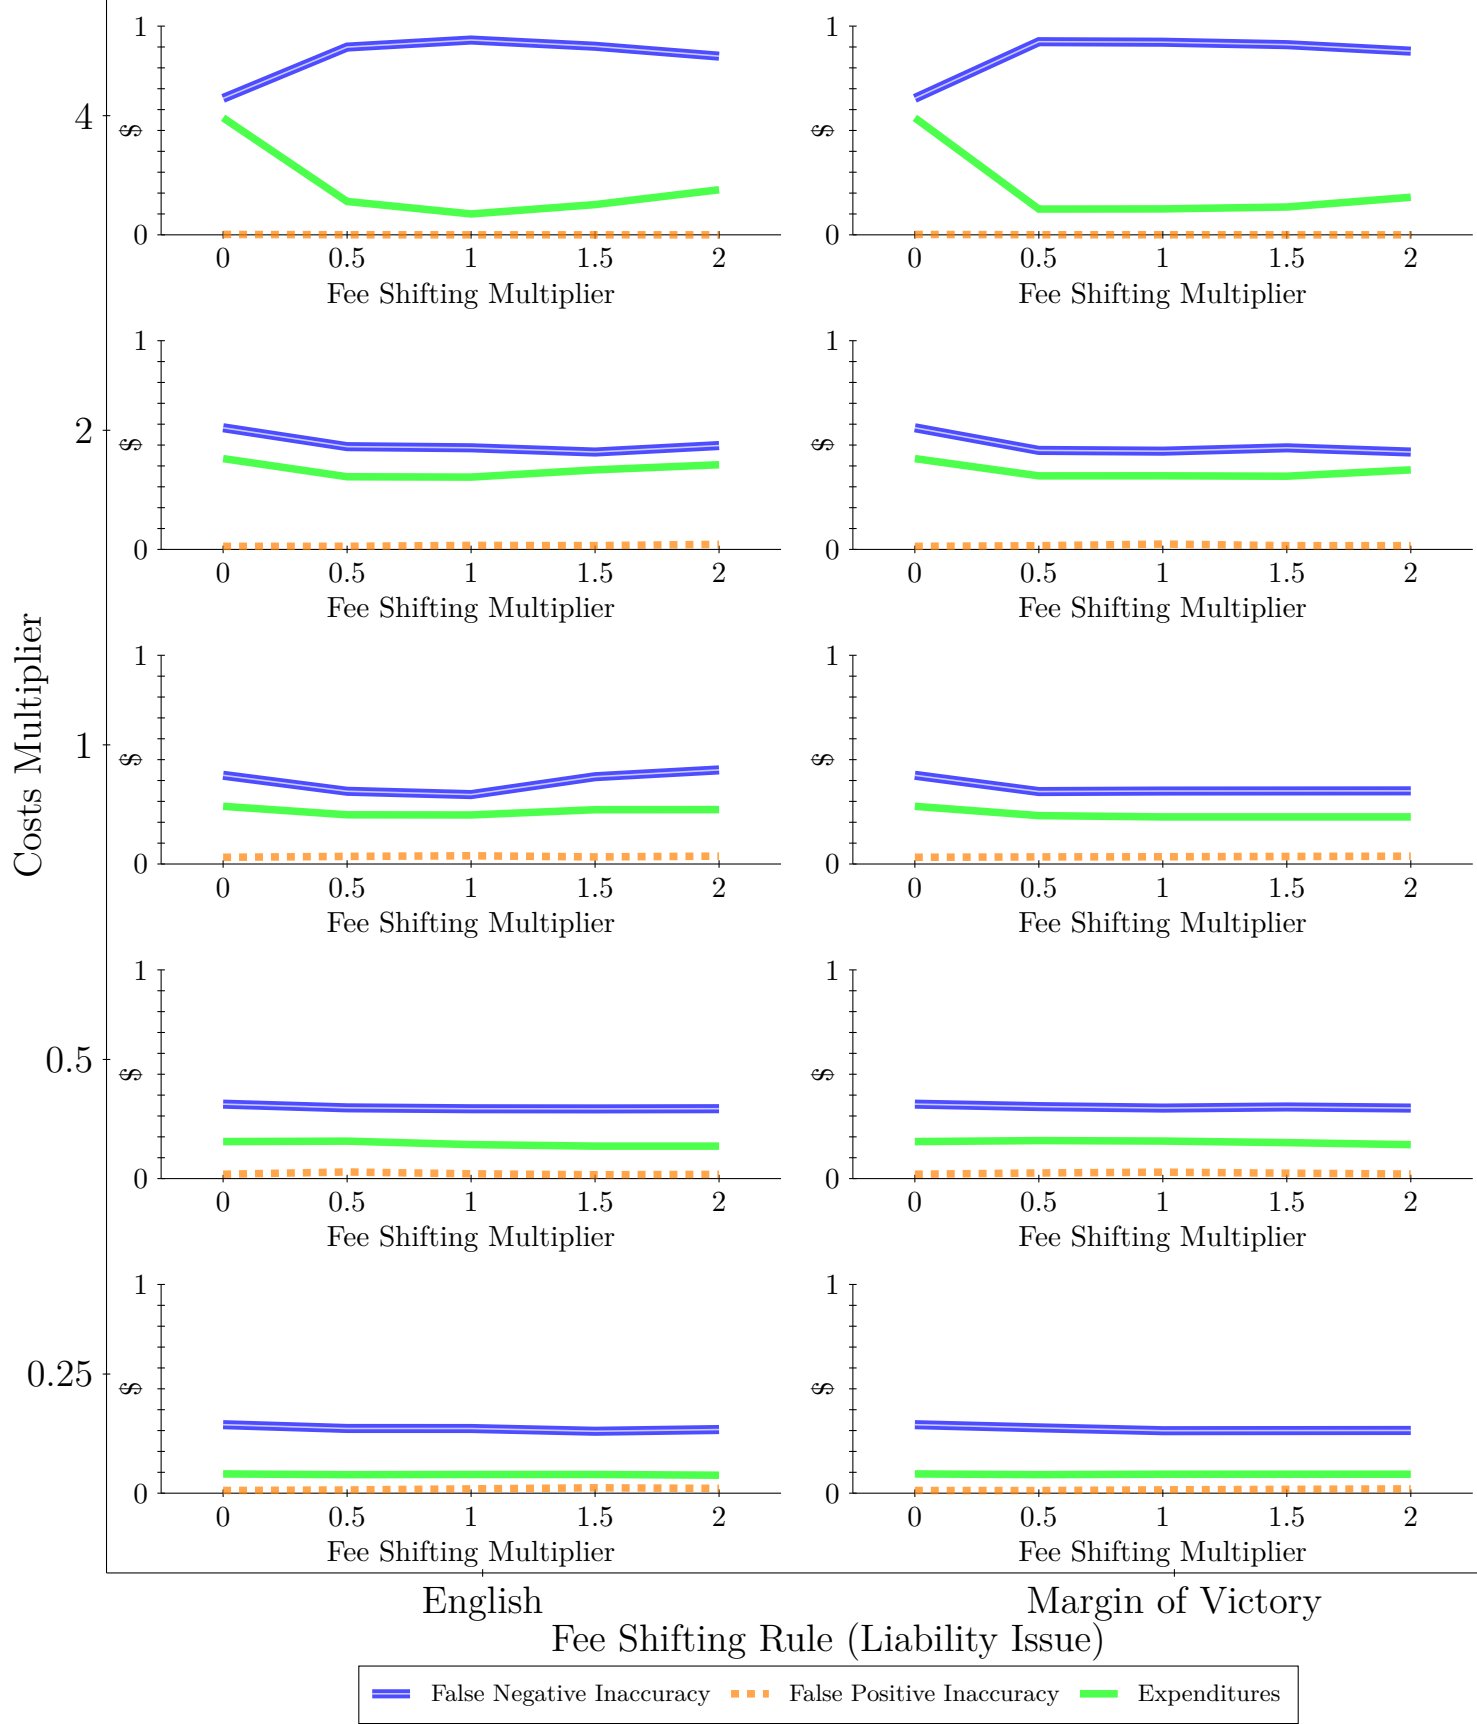 1
$
0
0 0.5 1 1.5 2
Fee Shifting Multiplier
1
$
0
0 0.5 1 1.5 2
Fee Shifting Multiplier
4
1
$
0
0 0.5 1 1.5 2
Fee Shifting Multiplier
1
$
0
0 0.5 1 1.5 2
Fee Shifting Multiplier
2
1
$
0
0 0.5 1 1.5 2
Fee Shifting Multiplier
1
$
0
0 0.5 1 1.5 2
Fee Shifting Multiplier
1
Costs Multiplier
1
$
0
0 0.5 1 1.5 2
Fee Shifting Multiplier
1
$
0
0 0.5 1 1.5 2
Fee Shifting Multiplier
0.5
1
$
0
0 0.5 1 1.5 2
Fee Shifting Multiplier
1
$
0
0 0.5 1 1.5 2
Fee Shifting Multiplier
0.25
English
Margin of Victory
Fee Shifting Rule (Liability Issue)
False Negative Inaccuracy
False Positive Inaccuracy
Expenditures